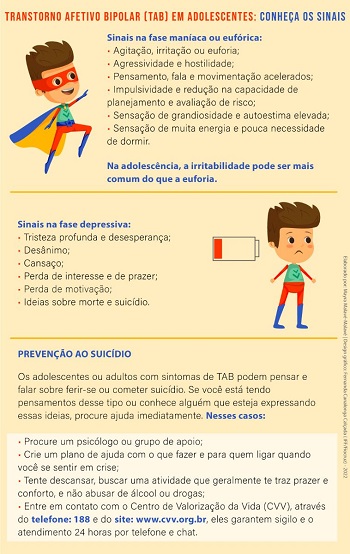 TRANSTORNO AFETIVO BIPOLAR (TAB) EM ADOLESCENTES: CONHEÇA OS SINAIS
Sinais na fase maníaca ou eufórica:
• Agitação, irritação ou euforia;
• Agressividade e hostilidade;
• Pensamento, fala e movimentação acelerados;
• Impulsividade e redução na capacidade de
planejamento e avaliação de risco;
• Sensação de grandiosidade e autoestima elevada;
• Sensação de muita energia e pouca necessidade
de dormir.
Na adolescência, a irritabilidade pode ser mais
comum do que a euforia.
Sinais na fase depressiva:
• Tristeza profunda e desesperança;
• Desânimo;
• Cansaço;
• Perda de interesse e de prazer;
• Perda de motivação;
• Ideias sobre morte e suicídio.
PREVENÇÃO AO SUICÍDIO
Os adolescentes ou adultos com sintomas de TAB podem pensar e
falar sobre ferir-se ou cometer suicídio. Se você está tendo
pensamentos desse tipo ou conhece alguém que esteja expressando
essas ideias, procure ajuda imediatamente. Nesses casos:
• Procure um psicólogo ou grupo de apoio;
• Crie um plano de ajuda com o que fazer e para quem ligar quando
você se sentir em crise;
• Tente descansar, buscar uma atividade que geralmente te traz prazer e
conforto, e não abusar de álcool ou drogas;
• Entre em contato com o Centro de Valorização da Vida (CVV), através
do telefone: 188 e do site: www.cvv.org.br, eles garantem sigilo e o
atendimento 24 horas por telefone e chat.
Elaborado por: Mayra Malavé-Malavé | Design gráfico: Fernanda Canalonga Calçada (IFF/Fiocruz) - 2022